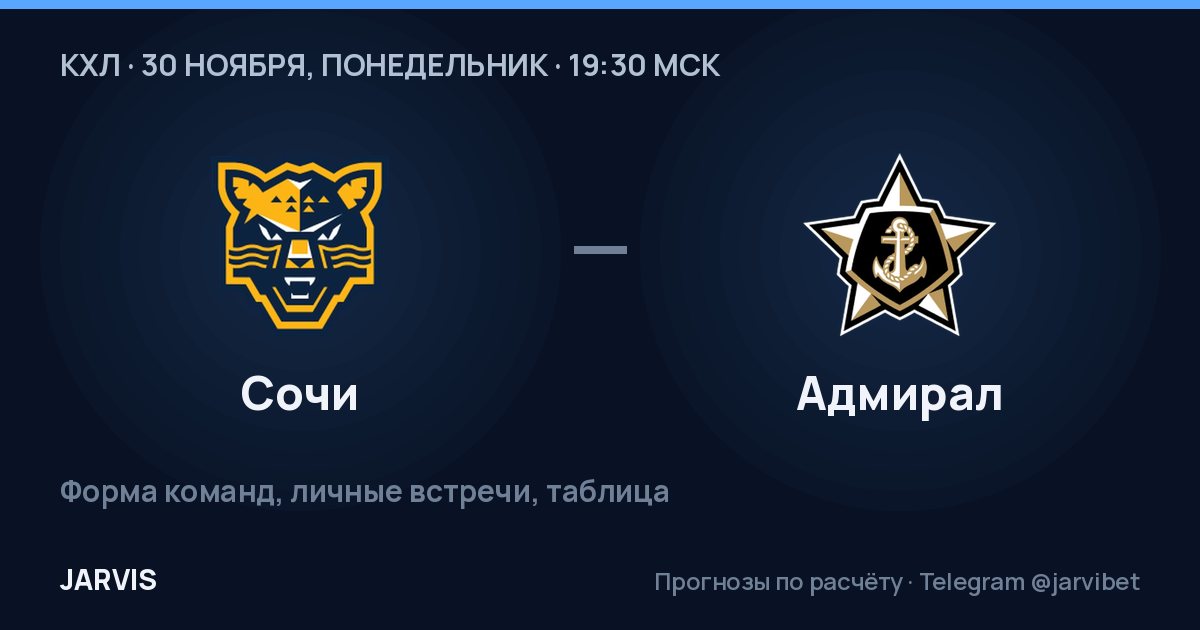 КХЛ · 30 НОЯБРЯ, ПОНЕДЕЛЬНИК · 19:30 МСК
—
Сочи
Адмирал
Форма команд, личные встречи, таблица
JARVIS
Прогнозы по расчёту · Telegram @jarvibet